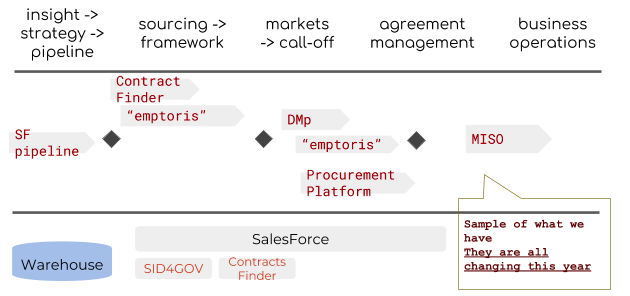 insight ->
strategy ->
pipeline
sourcing ->
framework
markets
-> call-off
agreement
management
business
operations
Contract
Finder
“emptoris”
SF
pipeline
DMp
“emptoris”
Procurement
Platform
MISO
Sample of what we
have
They are all
changing this year
SalesForce
Warehouse
SID4GOV
Contracts
Finder